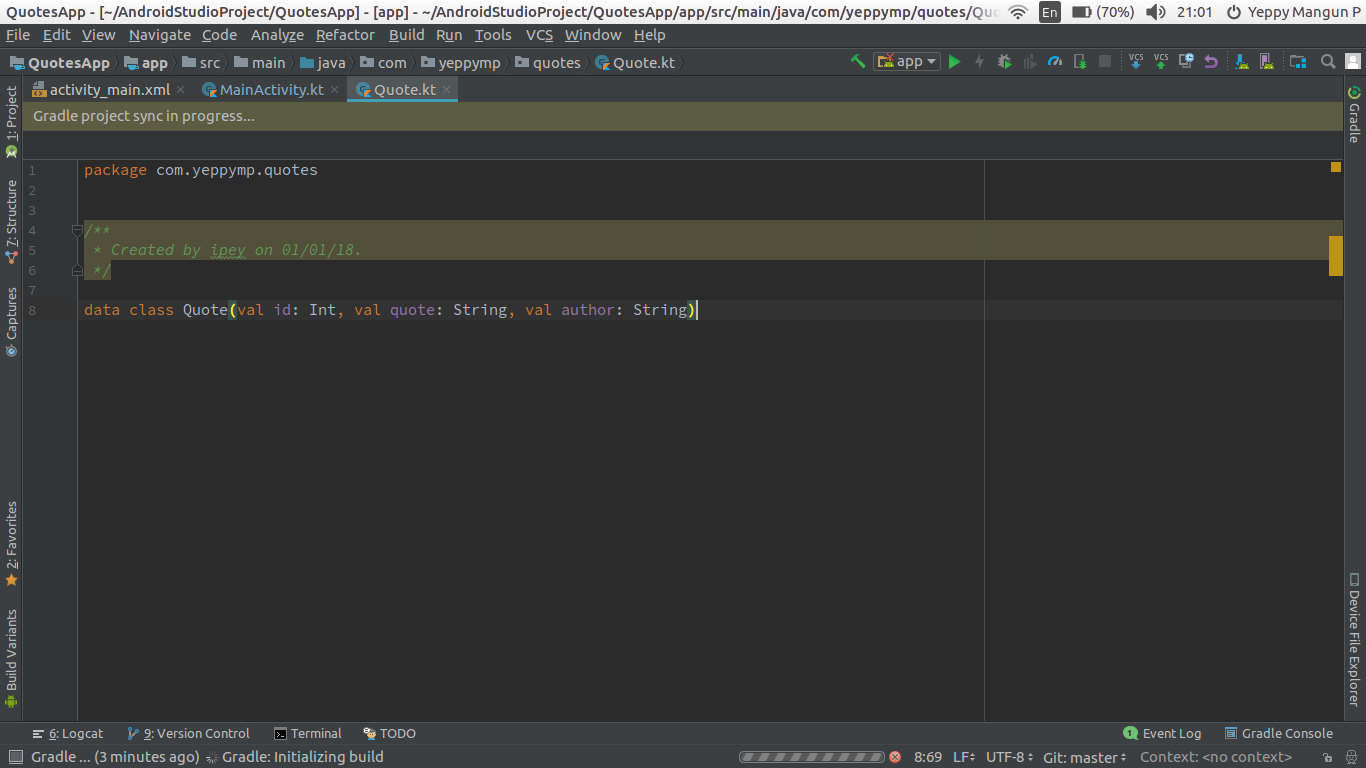 QuotesApp - [~/AndroidStudioProject/QuotesApp] - [app] - ~/AndroidStudioProject/QuotesApp/app/src/main/java/com/yeppymp/quotes/Quo En (70%) 21:01 Yeppy Mangun P
File Edit View Navigate Code Analyze Refactor Build Run Tools VCS Window Help
QuotesApp app src main java com yeppymp quotes Quote.kt app VCS VCS
activity_main.xml MainActivity.kt Quote.kt
Gradle project sync in progress...
1 package com.yeppymp.quotes
2
3
4 /**
5 * Created by ipey on 01/01/18.
6 */
7
8 data class Quote(val id: Int, val quote: String, val author: String)
1: Project
7: Structure
Captures
2: Favorites
Build Variants
Gradle
Device File Explorer
6: Logcat 9: Version Control Terminal TODO 1 Event Log Gradle Console
Gradle ... (3 minutes ago) Gradle: Initializing build 8:69 LF UTF-8 Git: master Context: <no context>